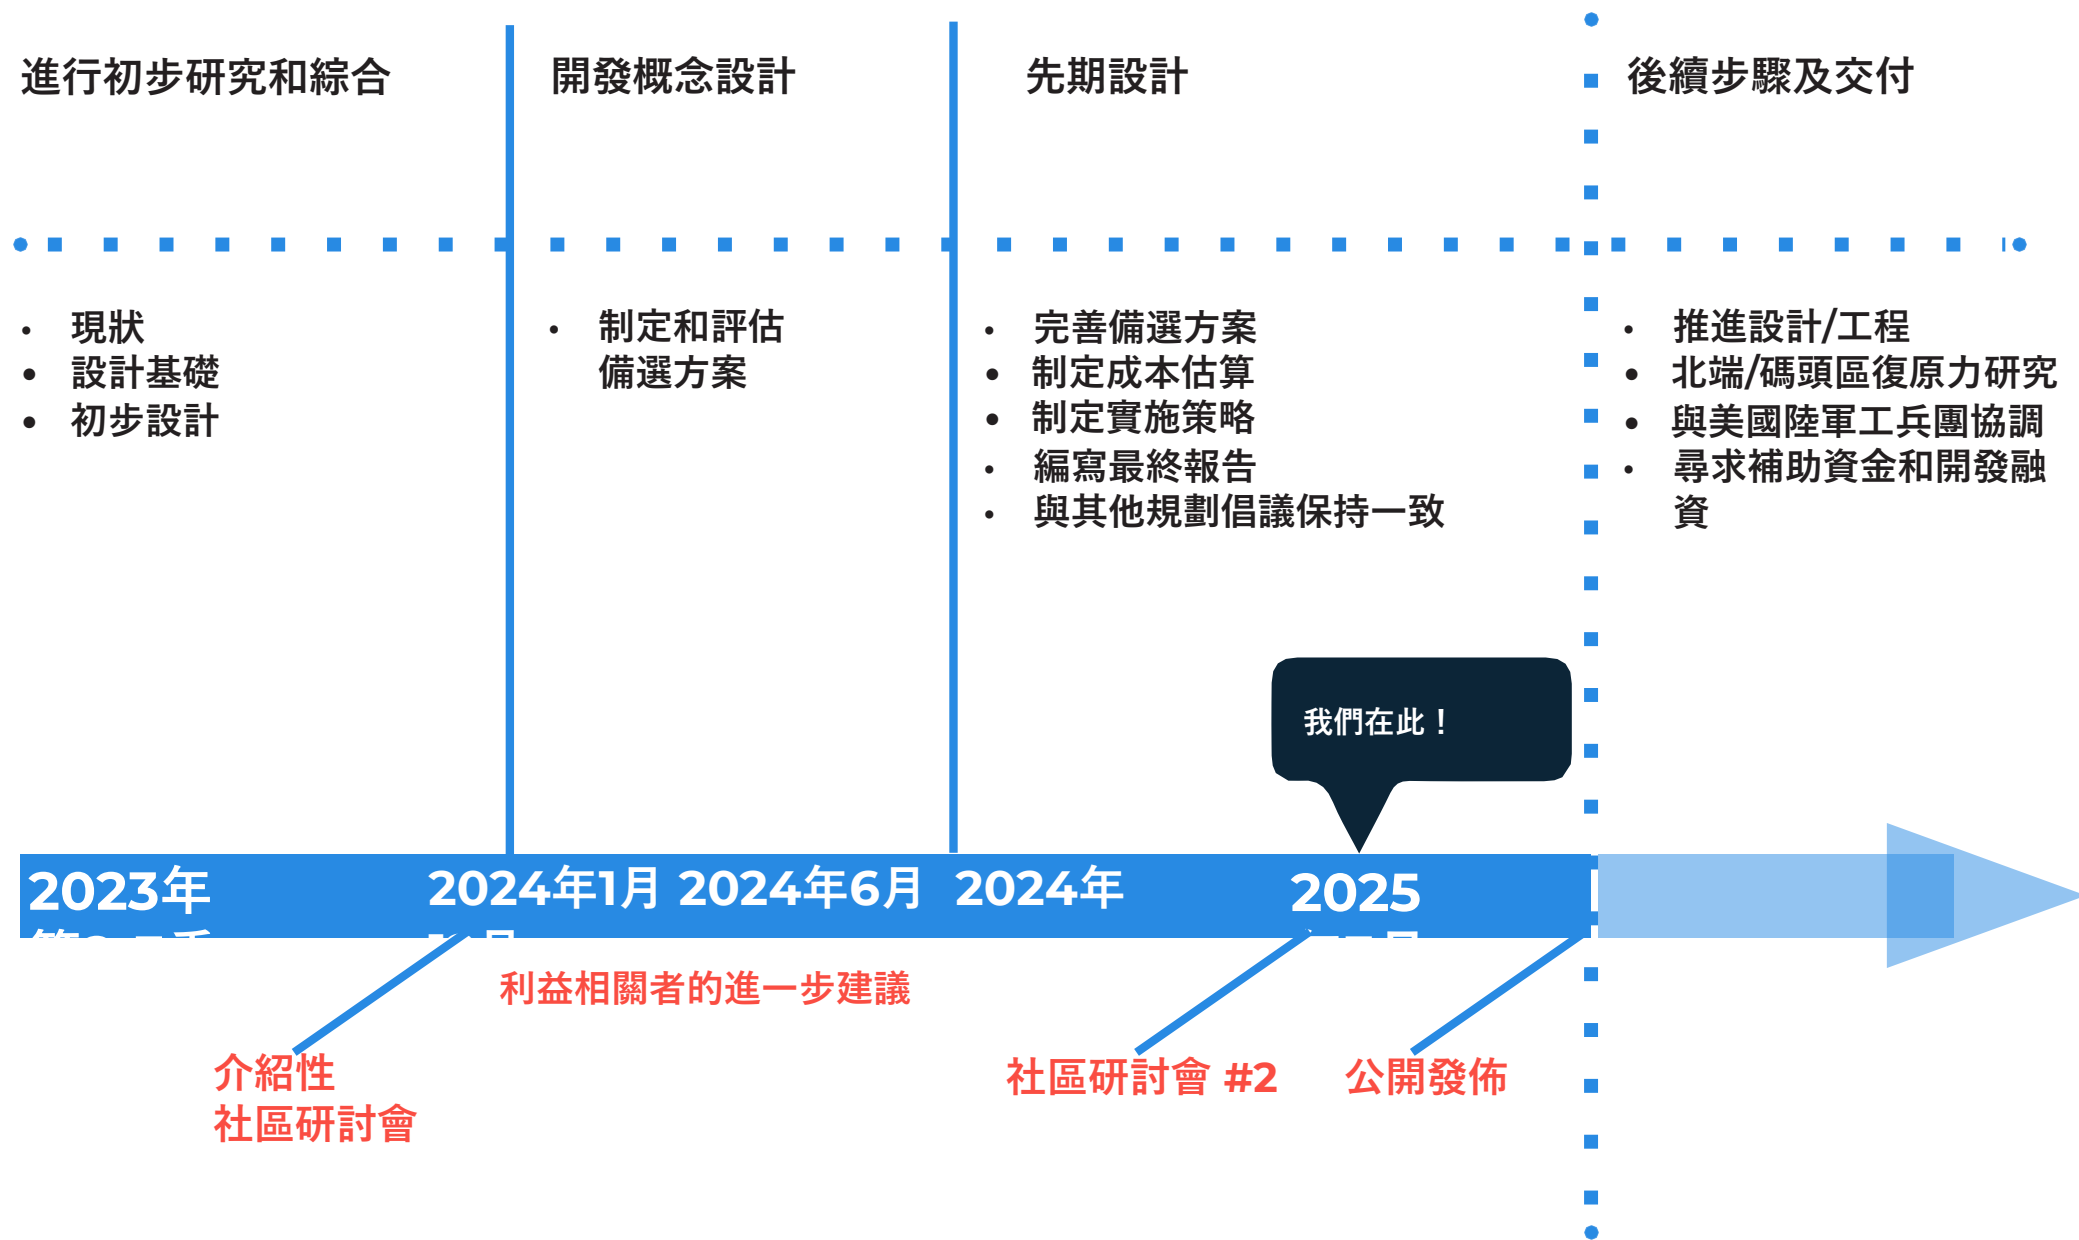 進行初步研究和綜合
開發概念設計
先期設計
後續步驟及交付
• 現狀
• 設計基礎
• 初步設計
• 制定和評估
備選方案
• 完善備選方案
• 制定成本估算
• 制定實施策略
• 編寫最終報告
• 與其他規劃倡議保持一致
• 推進設計/工程
• 北端/碼頭區復原力研究
• 與美國陸軍工兵團協調
• 尋求補助資金和開發融
資
我們在此！
2023年
2024年1月 2024年6月 2024年
2025
利益相關者的進一步建議
介紹性
社區研討會
社區研討會 #2
公開發佈